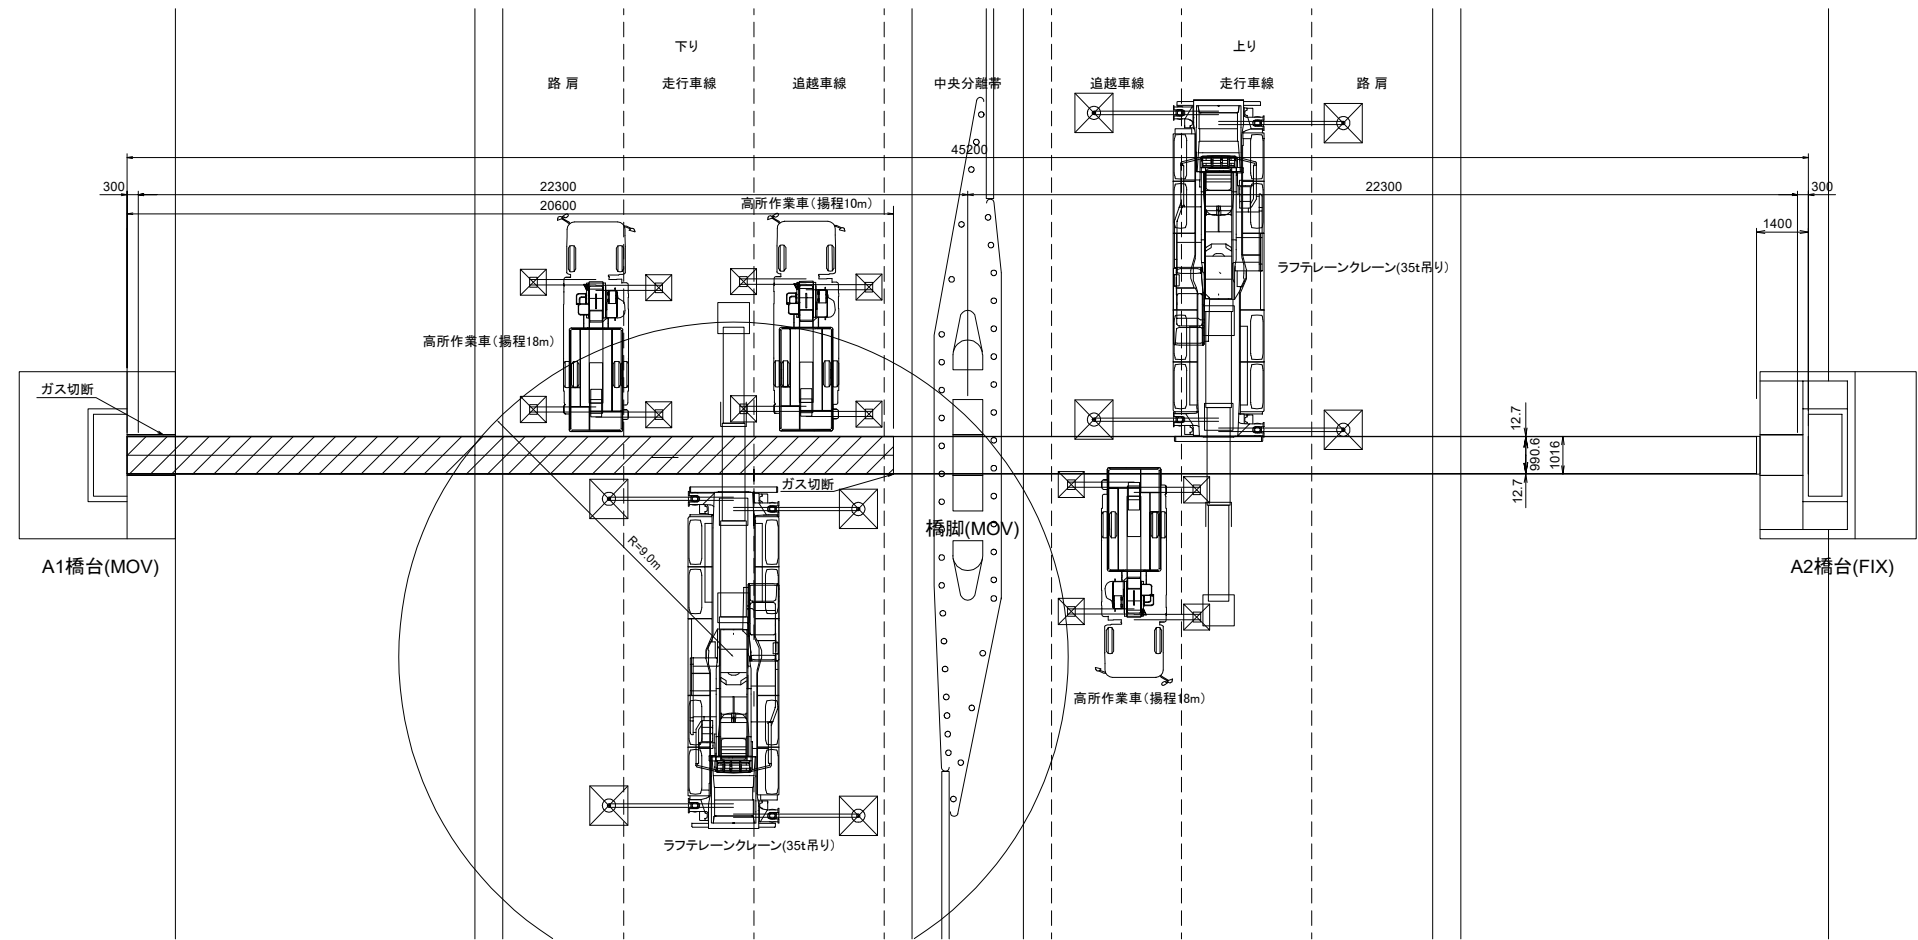 下り
上り
路 肩
走行車線
追越車線
中央分離帯
追越車線
走行車線
路 肩
45200
300
22300
22300
300
20600
高所作業車（揚程10m）
1400
ラフテレーンクレーン(35t吊り)
高所作業車（揚程18m）
ガス切断
12.7
990.6
1016
12.7
ガス切断
橋脚(MOV)
R=9.0m
A1橋台(MOV)
A2橋台(FIX)
高所作業車（揚程18m）
ラフテレーンクレーン(35t吊り)